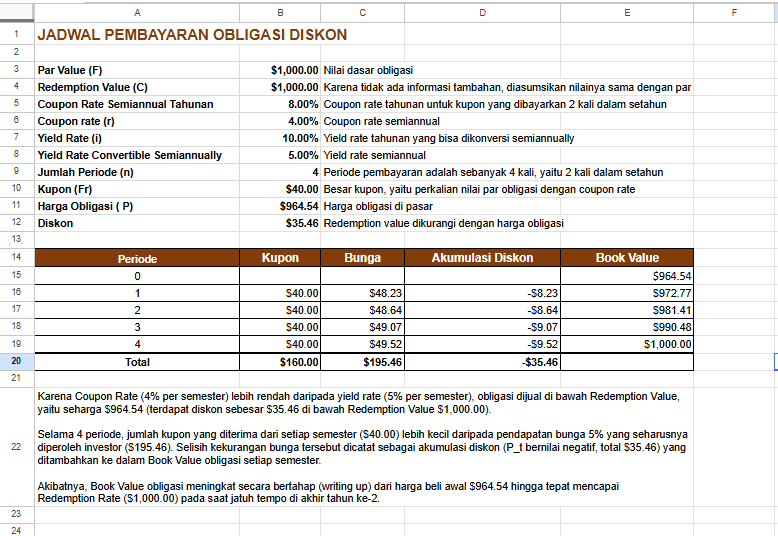 A B C D E F
1 JADWAL PEMBAYARAN OBLIGASI DISKON
2
3 Par Value (F) $1,000.00 Nilai dasar obligasi
4 Redemption Value (C) $1,000.00 Karena tidak ada informasi tambahan, diasumsikan nilainya sama dengan par
5 Coupon Rate Semiannual Tahunan 8.00% Coupon rate tahunan untuk kupon yang dibayarkan 2 kali dalam setahun
6 Coupon rate (r) 4.00% Coupon rate semiannual
7 Yield Rate (i) 10.00% Yield rate tahunan yang bisa dikonversi semiannually
8 Yield Rate Convertible Semiannually 5.00% Yield rate semiannual
9 Jumlah Periode (n) 4 Periode pembayaran adalah sebanyak 4 kali, yaitu 2 kali dalam setahun
10 Kupon (Fr) $40.00 Besar kupon, yaitu perkalian nilai par obligasi dengan coupon rate
11 Harga Obligasi ( P) $964.54 Harga obligasi di pasar
12 Diskon $35.46 Redemption value dikurangi dengan harga obligasi
13
14 Periode Kupon Bunga Akumulasi Diskon Book Value
15 0 $964.54
16 1 $40.00 $48.23 -$8.23 $972.77
17 2 $40.00 $48.64 -$8.64 $981.41
18 3 $40.00 $49.07 -$9.07 $990.48
19 4 $40.00 $49.52 -$9.52 $1,000.00
20 Total $160.00 $195.46 -$35.46
21
Karena Coupon Rate (4% per semester) lebih rendah daripada yield rate (5% per semester), obligasi dijual di bawah Redemption Value,
yaitu seharga $964.54 (terdapat diskon sebesar $35.46 di bawah Redemption Value $1,000.00).
Selama 4 periode, jumlah kupon yang diterima dari setiap semester ($40.00) lebih kecil daripada pendapatan bunga 5% yang seharusnya
22 diperoleh investor ($195.46). Selisih kekurangan bunga tersebut dicatat sebagai akumulasi diskon (P_t bernilai negatif, total $35.46) yang
ditambahkan ke dalam Book Value obligasi setiap semester.
Akibatnya, Book Value obligasi meningkat secara bertahap (writing up) dari harga beli awal $964.54 hingga tepat mencapai
Redemption Rate ($1,000.00) pada saat jatuh tempo di akhir tahun ke-2.
23
24